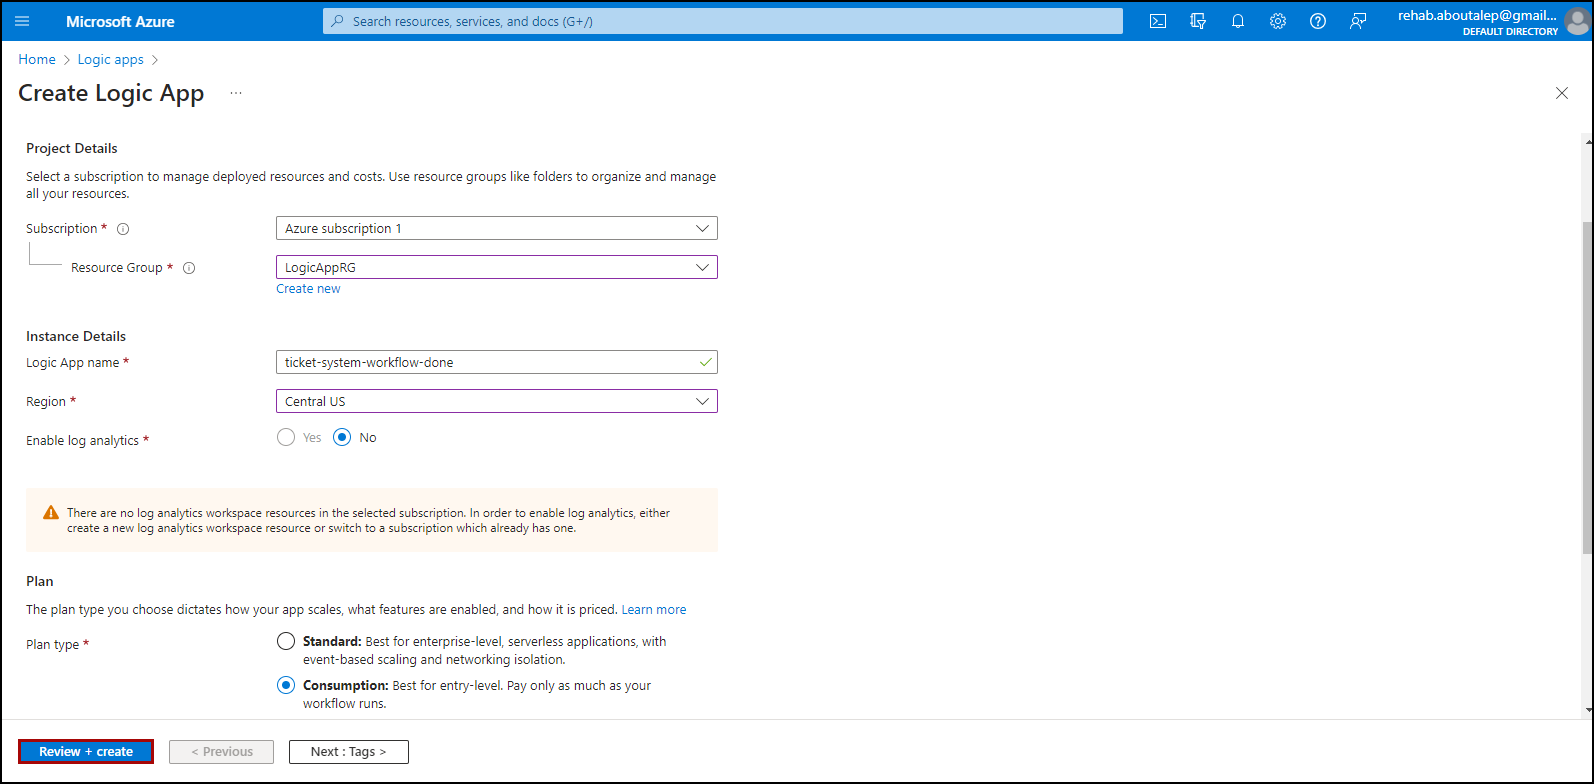 Microsoft Azure
Search resources, services, and docs (G+/)
rehab.aboutalep@gmail...
DEFAULT DIRECTORY
Home > Logic apps >
Create Logic App ...
Project Details
Select a subscription to manage deployed resources and costs. Use resource groups like folders to organize and manage
all your resources.
Subscription *
Azure subscription 1
Resource Group *
LogicAppRG
Create new
Instance Details
Logic App name *
ticket-system-workflow-done
Region *
Central US
Enable log analytics *
Yes No
There are no log analytics workspace resources in the selected subscription. In order to enable log analytics, either
create a new log analytics workspace resource or switch to a subscription which already has one.
Plan
The plan type you choose dictates how your app scales, what features are enabled, and how it is priced. Learn more
Plan type *
Standard: Best for enterprise-level, serverless applications, with
event-based scaling and networking isolation.
Consumption: Best for entry-level. Pay only as much as your
workflow runs.
Review + create
< Previous
Next : Tags >